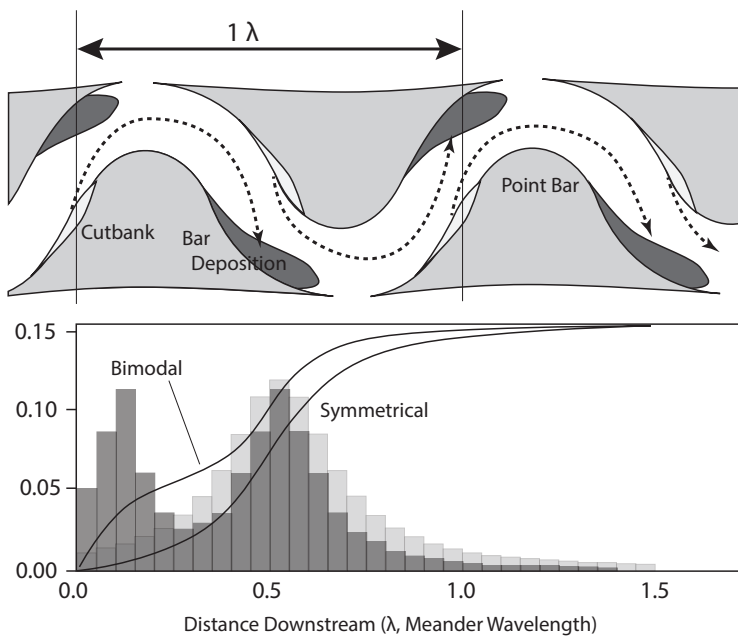 1 λ
Point Bar
Cutbank
Bar
Deposition
0.15
Bimodal
0.10
Symmetrical
0.05
0.00
0.0
0.5
1.0
1.5
Distance Downstream (λ, Meander Wavelength)